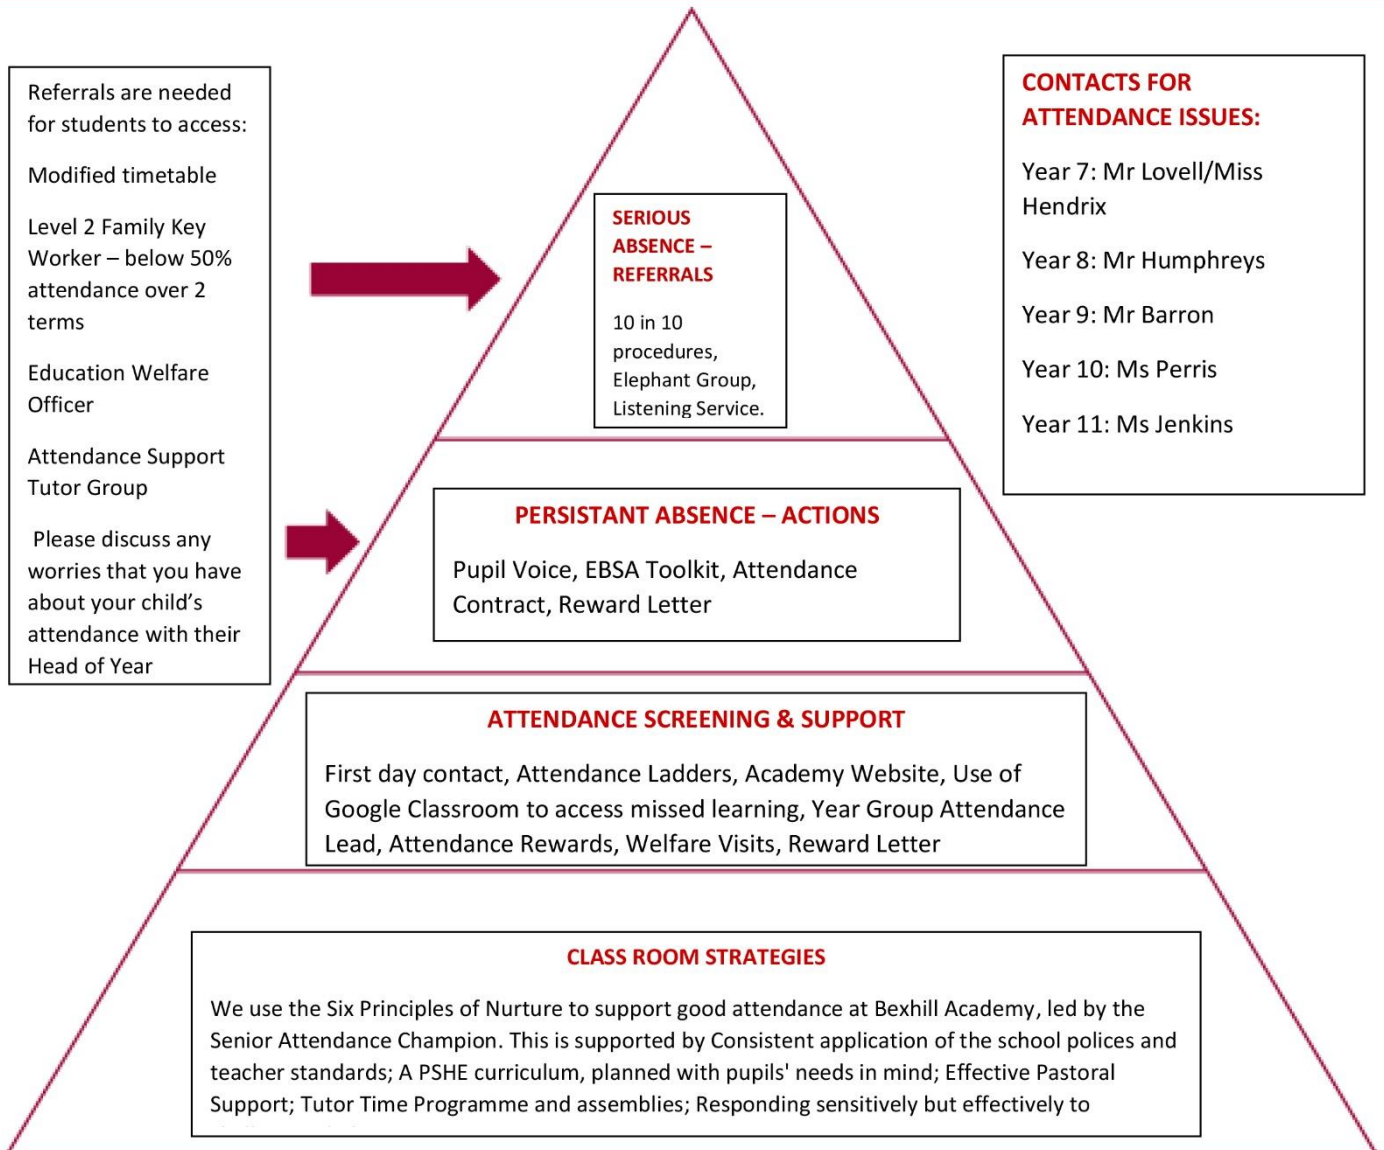 Referrals are needed
for students to access:
Modified timetable
Level 2 Family Key
Worker – below 50%
attendance over 2
terms
Education Welfare
Officer
Attendance Support
Tutor Group
Please discuss any
worries that you have
about your child's
attendance with their
Head of Year
SERIOUS
ABSENCE –
REFERRALS
10 in 10
procedures,
Elephant Group,
Listening Service.
CONTACTS FOR
ATTENDANCE ISSUES:
Year 7: Mr Lovell/Miss
Hendrix
Year 8: Mr Humphreys
Year 9: Mr Barron
Year 10: Ms Perris
Year 11: Ms Jenkins
PERSISTANT ABSENCE – ACTIONS
Pupil Voice, EBSA Toolkit, Attendance
Contract, Reward Letter
ATTENDANCE SCREENING & SUPPORT
First day contact, Attendance Ladders, Academy Website, Use of
Google Classroom to access missed learning, Year Group Attendance
Lead, Attendance Rewards, Welfare Visits, Reward Letter
CLASS ROOM STRATEGIES
We use the Six Principles of Nurture to support good attendance at Bexhill Academy, led by the
Senior Attendance Champion. This is supported by Consistent application of the school polices and
teacher standards; A PSHE curriculum, planned with pupils' needs in mind; Effective Pastoral
Support; Tutor Time Programme and assemblies; Responding sensitively but effectively to